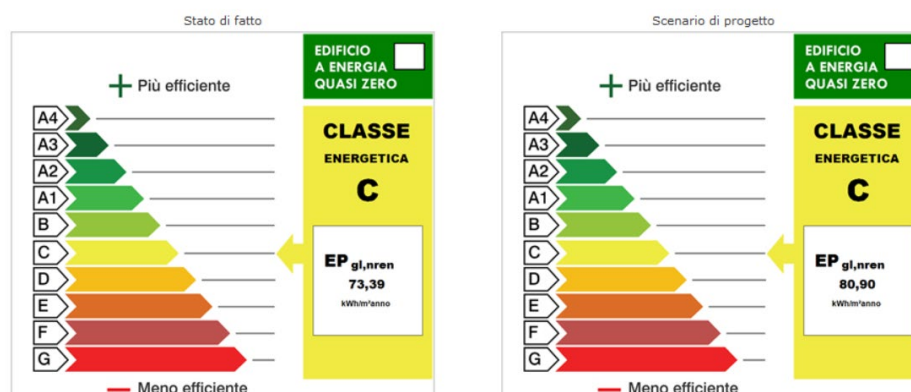 Stato di fatto
EDIFICIO
A ENERGIA
QUASI ZERO
Più efficiente
A4
A3
A2
A1
B
C
D
E
F
G
CLASSE
ENERGETICA
C
EP gl,nren
73,39
kWh/m²anno
Meno efficiente
Scenario di progetto
EDIFICIO
A ENERGIA
QUASI ZERO
Più efficiente
A4
A3
A2
A1
B
C
D
E
F
G
CLASSE
ENERGETICA
C
EP gl,nren
80,90
kWh/m²anno
Meno efficiente